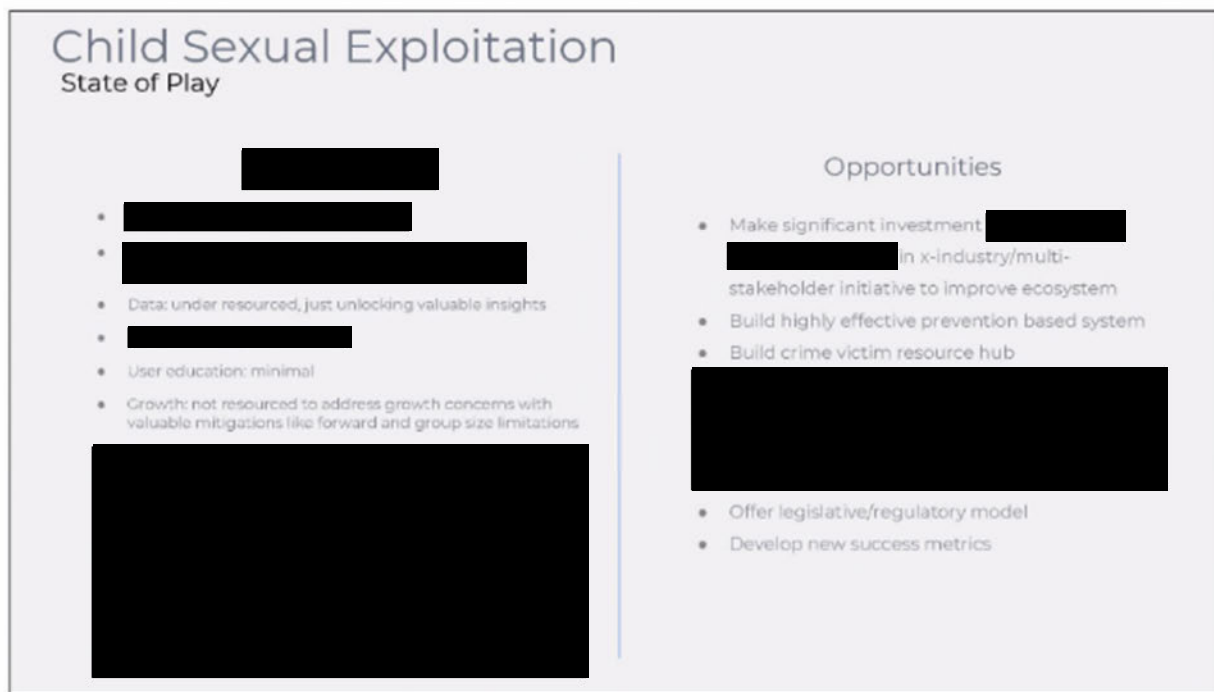 Child Sexual Exploitation
State of Play
• Data: under resourced, just unlocking valuable insights
• User education: minimal
• Growth: not resourced to address growth concerns with
valuable mitigations like forward and group size limitations
Opportunities
• Make significant investment
in x-industry/multi-
stakeholder initiative to improve ecosystem
• Build highly effective prevention based system
• Build crime victim resource hub
• Offer legislative/regulatory model
• Develop new success metrics